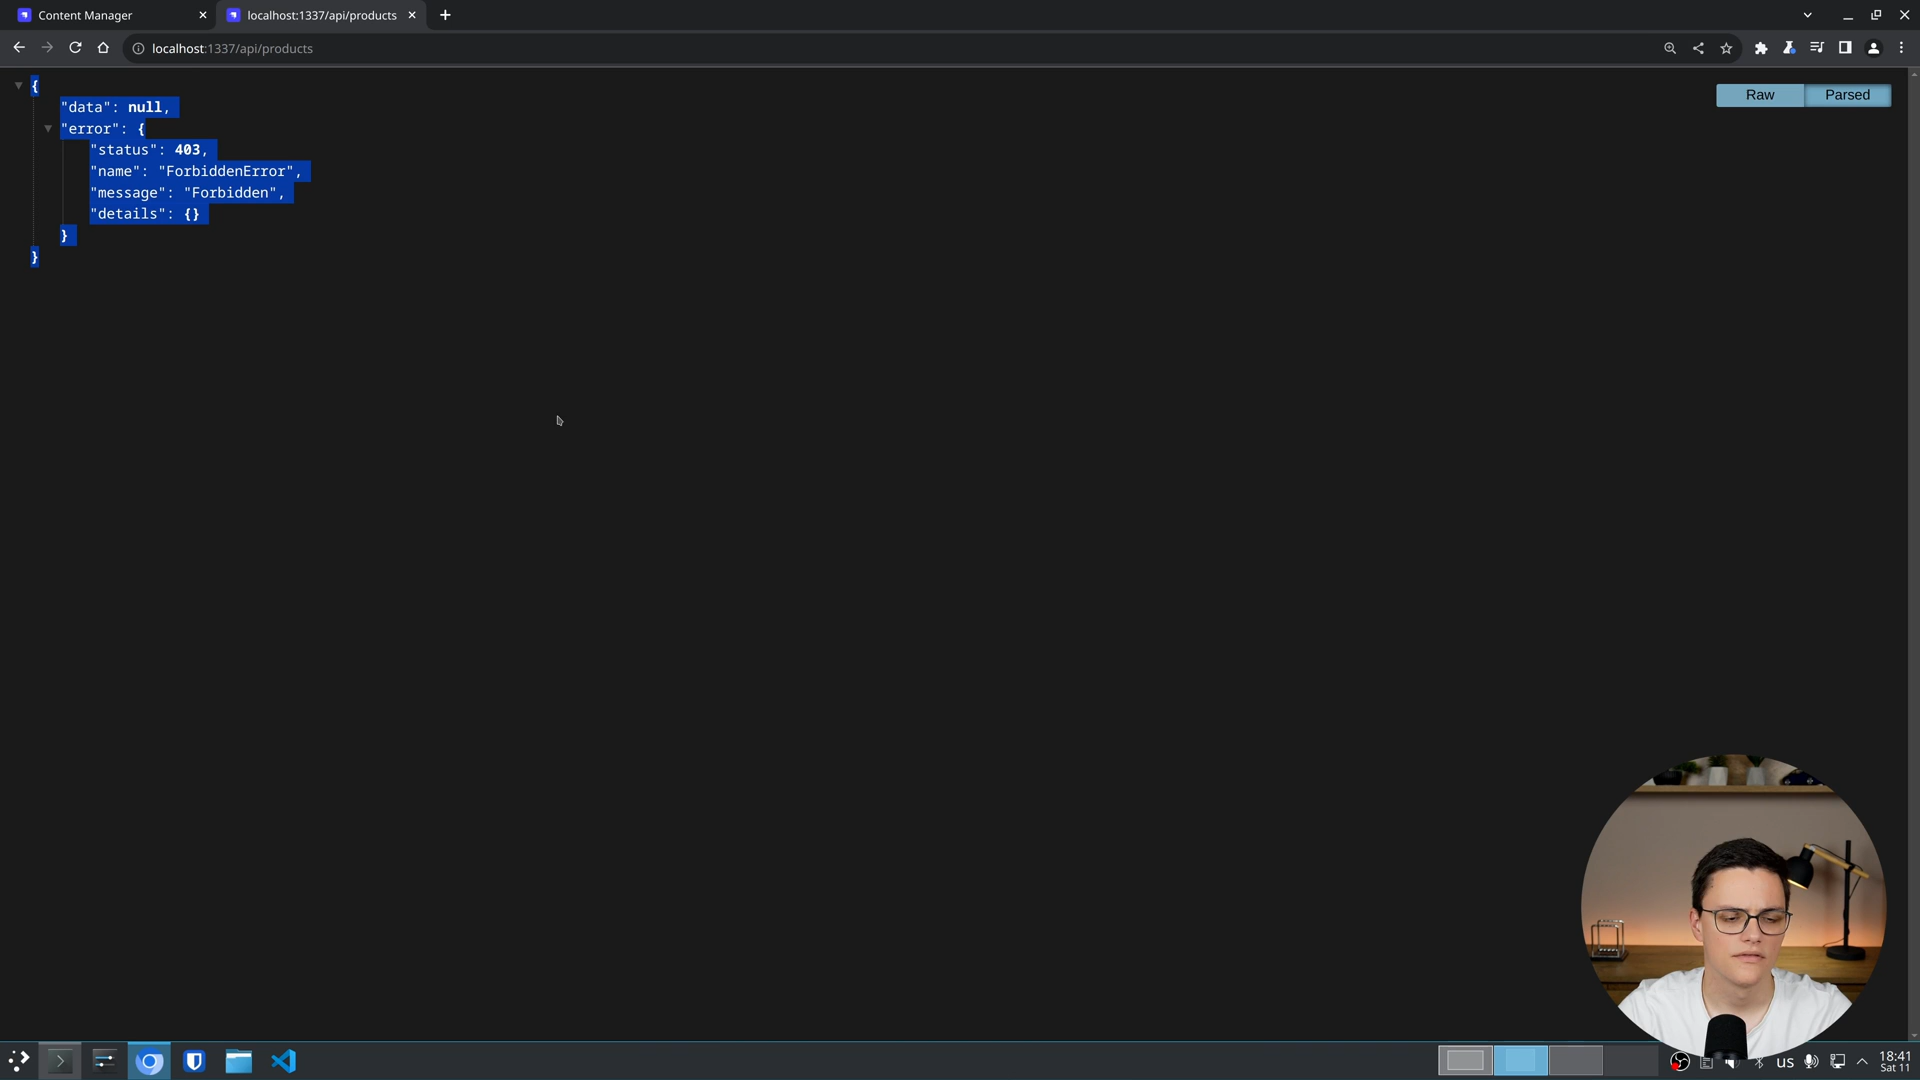 Content Manager
localhost:1337/api/products
localhost:1337/api/products
Raw
Parsed
{
"data": null,
"error": {
"status": 403,
"name": "ForbiddenError",
"message": "Forbidden",
"details": {}
}
}
us
18:41
Sat 11